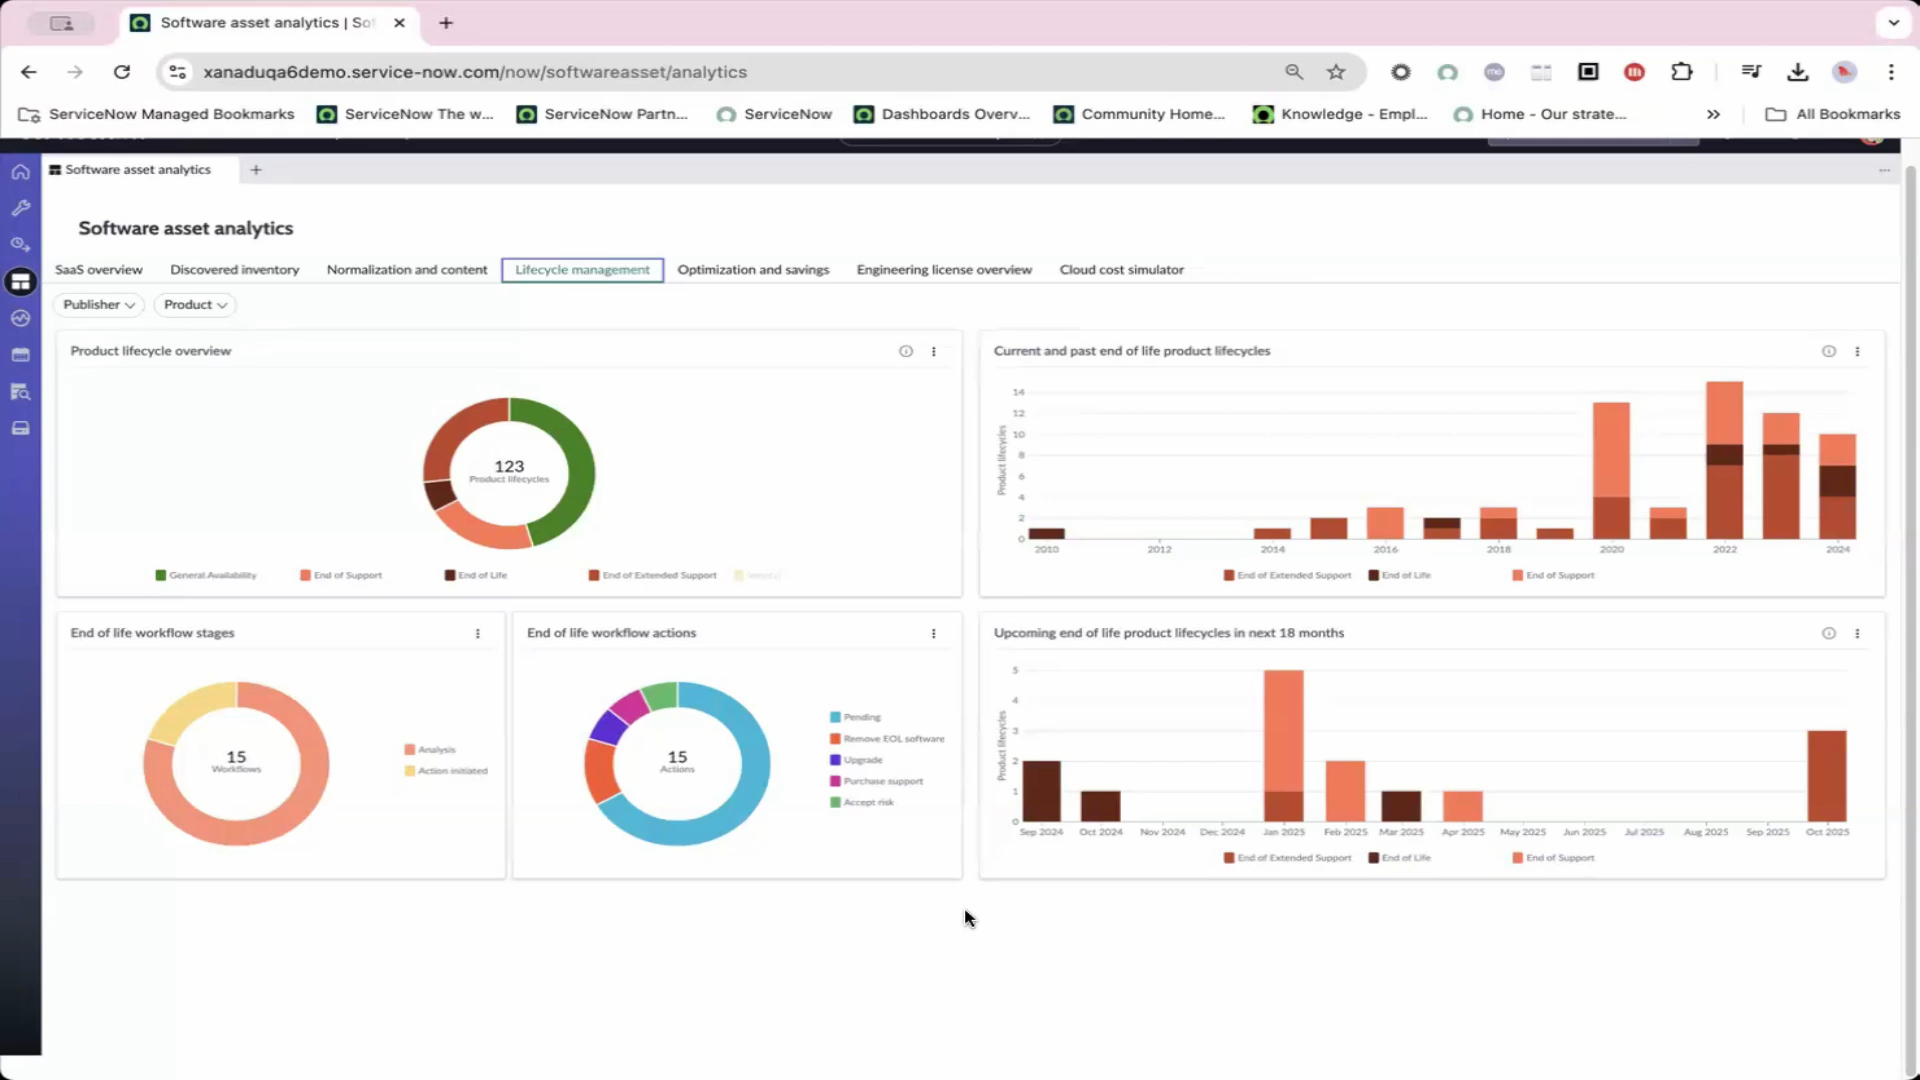 Software asset analytics | So
xanaduqa6demo.service-now.com/now/softwareasset/analytics
ServiceNow Managed Bookmarks ServiceNow The w... ServiceNow Partn... ServiceNow Dashboards Overv... Community Home... Knowledge - Empl... Home - Our strate... All Bookmarks
Software asset analytics
Software asset analytics
SaaS overview Discovered inventory Normalization and content Lifecycle management Optimization and savings Engineering license overview Cloud cost simulator
Publisher Product
Product lifecycle overview
123
Product lifecycles
General Availability End of Support End of Life End of Extended Support
Current and past end of life product lifecycles
Product lifecycles
14
12
10
8
6
4
2
0
2010 2012 2014 2016 2018 2020 2022 2024
End of Extended Support End of Life End of Support
End of life workflow stages
15
Workflows
Analysis
Action initiated
End of life workflow actions
15
Actions
Pending
Remove EOL software
Upgrade
Purchase support
Accept risk
Upcoming end of life product lifecycles in next 18 months
Product lifecycles
5
4
3
2
1
0
Sep 2024 Oct 2024 Nov 2024 Dec 2024 Jan 2025 Feb 2025 Mar 2025 Apr 2025 May 2025 Jun 2025 Jul 2025 Aug 2025 Sep 2025 Oct 2025
End of Extended Support End of Life End of Support